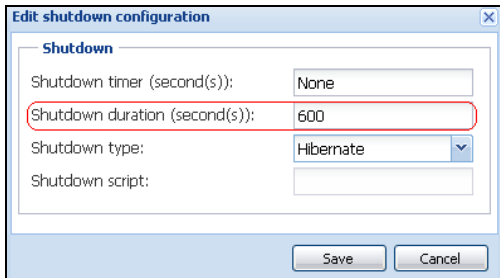 Edit shutdown configuration
Shutdown
Shutdown timer (second(s)): None
Shutdown duration (second(s)): 600
Shutdown type: Hibernate
Shutdown script:
Save Cancel